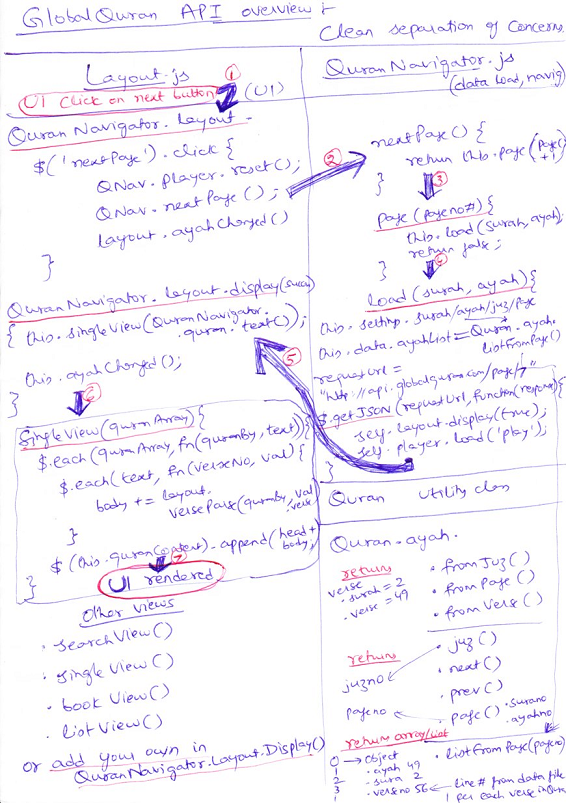 GlobalQuran API overview :
Clean separation of Concerns
Layout.js
UI click on next button
① (UI)
QuranNavigator.layout -
$('nextPage').click {
QNav.player.reset();
QNav.nextPage();
layout.ayahChanged()
}
QuranNavigator.layout.display(success)
{ this.singleView(QuranNavigator.
quran.text());
this.ayahChanged();
}
⑥
SingleView(quranArray){
$.each(quranArray, fn(quranBy, text){
$.each(text, fn(verseNo, val){
body += layout.
verseParse(quranBy, val
verse)
}
$(this.quranContent).append(head+
body;
}
⑦
UI rendered
Other views
• searchView()
• singleView()
• bookView()
• listView()
or add your own in
QuranNavigator.Layout.Display()
QuranNavigator.js
(data load, navig)
②
nextPage() {
return this.page(page()
+1)
}
③
page(pageno#){
this.load(surah, ayah);
return false;
}
④
load(surah, ayah){
this.setting.surah/ayah/juz/page
this.data.ayahList ← Quran.ayah.
listFromPage()
requestUrl =
"http://api.globalquran.com/page/7"
$.getJSON(requestUrl, function(response){
self.layout.display(true);
self.player.load('play');
}
⑤
Quran utility class
Quran.ayah.
returns
verse
.surah = 2
.verse = 49
• fromJuz()
• fromPage()
• fromVerse()
returns
juzno
pageno
• juz()
• next()
• prev()
• page() .surano
.ayahno
returns array/list
0 → object
1 .ayah 49
2 .sura 2
3 .verseno 56 ← line# from data file
1 per each verse in Quran
• listFromPage(pageno)